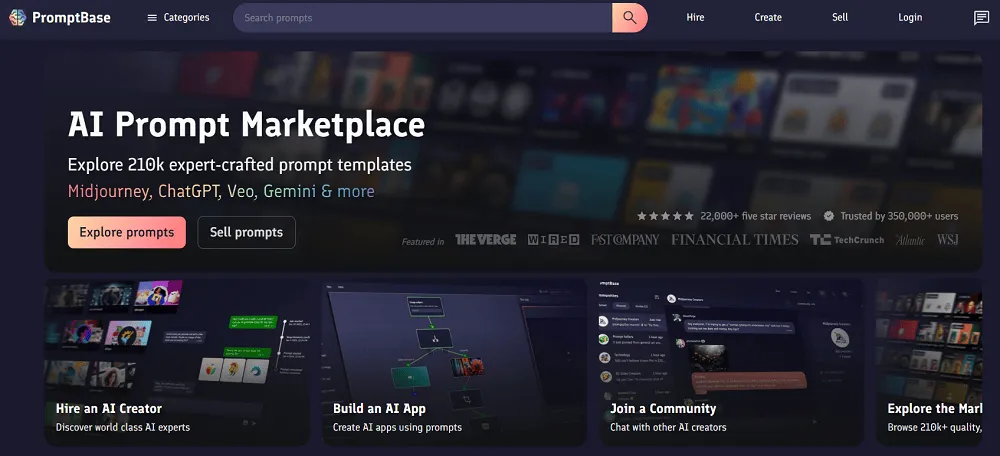 PromptBase
Categories
Search prompts
Hire
Create
Sell
Login
AI Prompt Marketplace
Explore 210k expert-crafted prompt templates
Midjourney, ChatGPT, Veo, Gemini & more
Explore prompts
Sell prompts
22,000+ five star reviews
Trusted by 350,000+ users
Featured in
THE VERGE
WIRED
FAST COMPANY
FINANCIAL TIMES
TechCrunch
Atlantic
WSJ
Hire an AI Creator
Discover world class AI experts
Build an AI App
Create AI apps using prompts
Join a Community
Chat with other AI creators
Explore the Mar
Browse 210k+ quality,